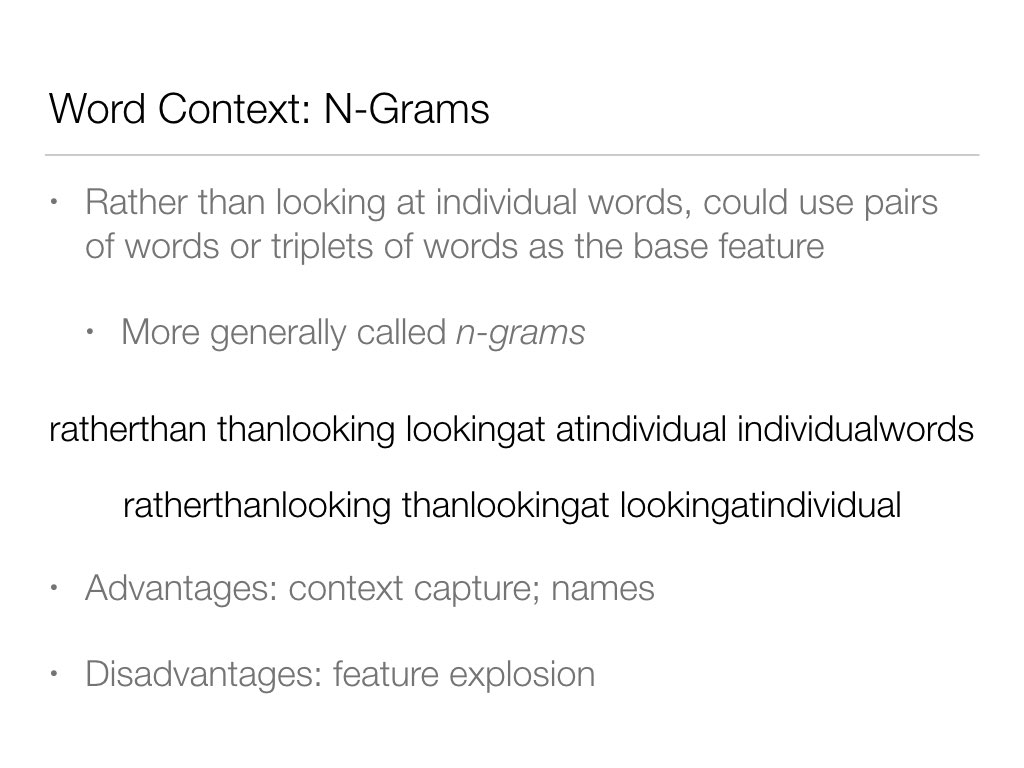 Word Context: N-Grams
• Rather than looking at individual words, could use pairs
of words or triplets of words as the base feature
• More generally called n-grams
ratherthan thanlooking lookingat atindividual individualwords
ratherthanlooking thanlookingat lookingatindividual
• Advantages: context capture; names
• Disadvantages: feature explosion